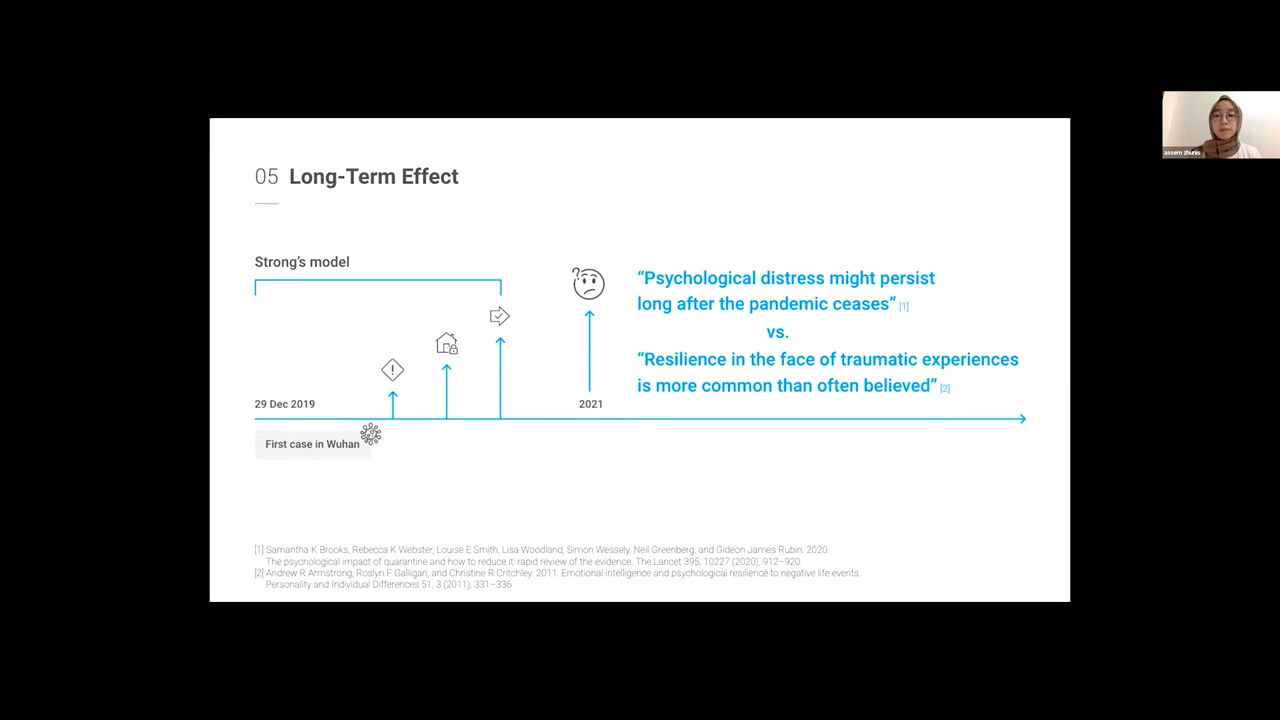 assem zhunis
05 Long-Term Effect
Strong's model
“Psychological distress might persist
long after the pandemic ceases” [1]
vs.
“Resilience in the face of traumatic experiences
is more common than often believed” [2]
29 Dec 2019
2021
First case in Wuhan
[1] Samantha K Brooks, Rebecca K Webster, Louise E Smith, Lisa Woodland, Simon Wessely, Neil Greenberg, and Gideon James Rubin. 2020.
The psychological impact of quarantine and how to reduce it: rapid review of the evidence. The Lancet 395, 10227 (2020), 912–920.
[2] Andrew R Armstrong, Roslyn F Galligan, and Christine R Critchley. 2011. Emotional intelligence and psychological resilience to negative life events.
Personality and Individual Differences 51, 3 (2011), 331–336.